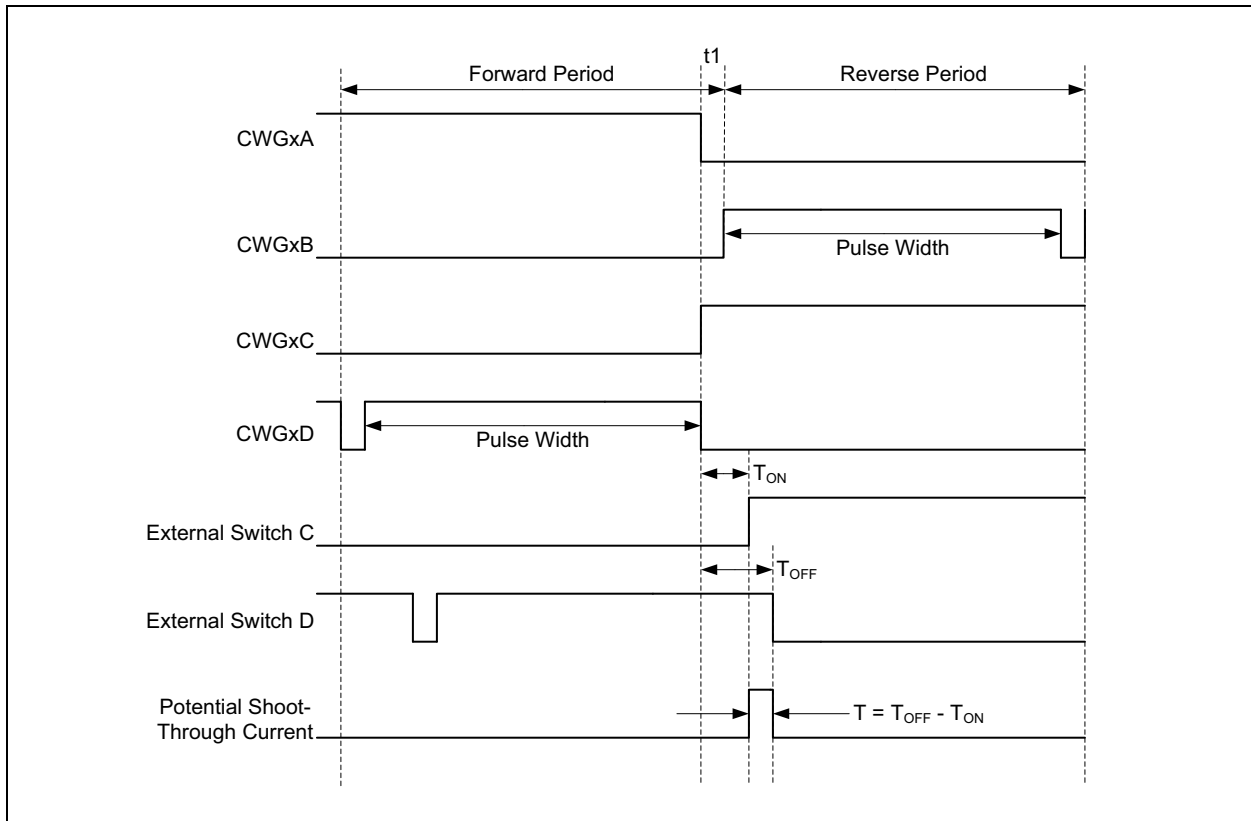 t1
Forward Period
Reverse Period
CWGxA
CWGxB
Pulse Width
CWGxC
CWGxD
Pulse Width
TON
External Switch C
TOFF
External Switch D
Potential Shoot-
Through Current
T = TOFF - TON